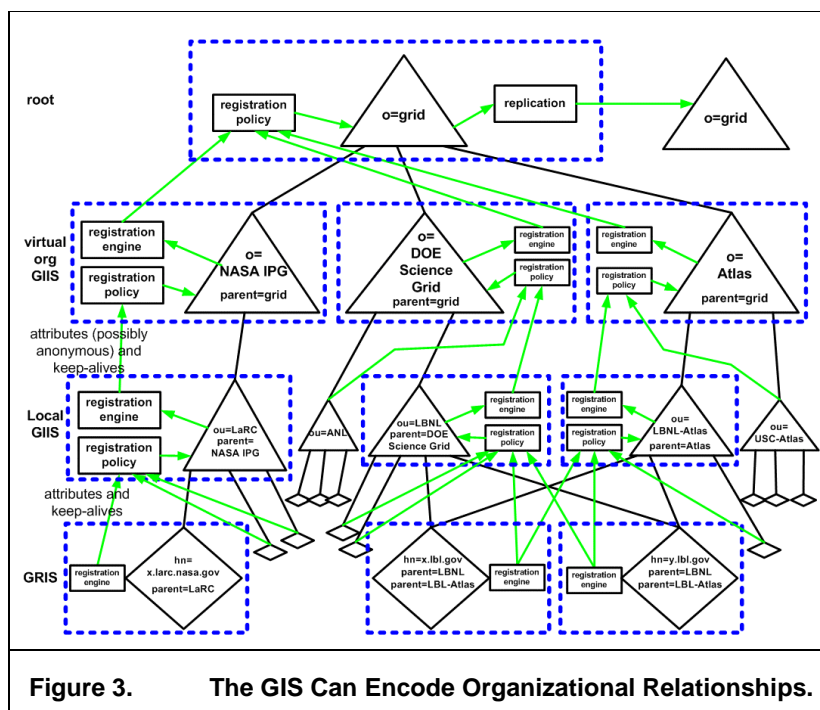 root
registration
policy
o=grid
replication
o=grid
virtual
org
GIIS
registration
engine
registration
policy
o=
NASA IPG
parent=grid
o=
DOE
Science
Grid
parent=grid
registration
engine
registration
policy
registration
engine
registration
policy
o=
Atlas
parent=grid
attributes (possibly
anonymous) and
keep-alives
Local
GIIS
registration
engine
registration
policy
ou=LaRC
parent=
NASA IPG
ou=ANL
ou=LBNL
parent=DOE
Science Grid
registration
engine
registration
policy
registration
engine
registration
policy
ou=
LBNL-Atlas
parent=Atlas
ou=
USC-Atlas
attributes and
keep-alives
GRIS
registration
engine
hn=
x.larc.nasa.gov
parent=LaRC
hn=x.lbl.gov
parent=LBNL
parent=LBL-Atlas
registration
engine
registration
engine
hn=y.lbl.gov
parent=LBNL
parent=LBL-Atlas
Figure 3. The GIS Can Encode Organizational Relationships.